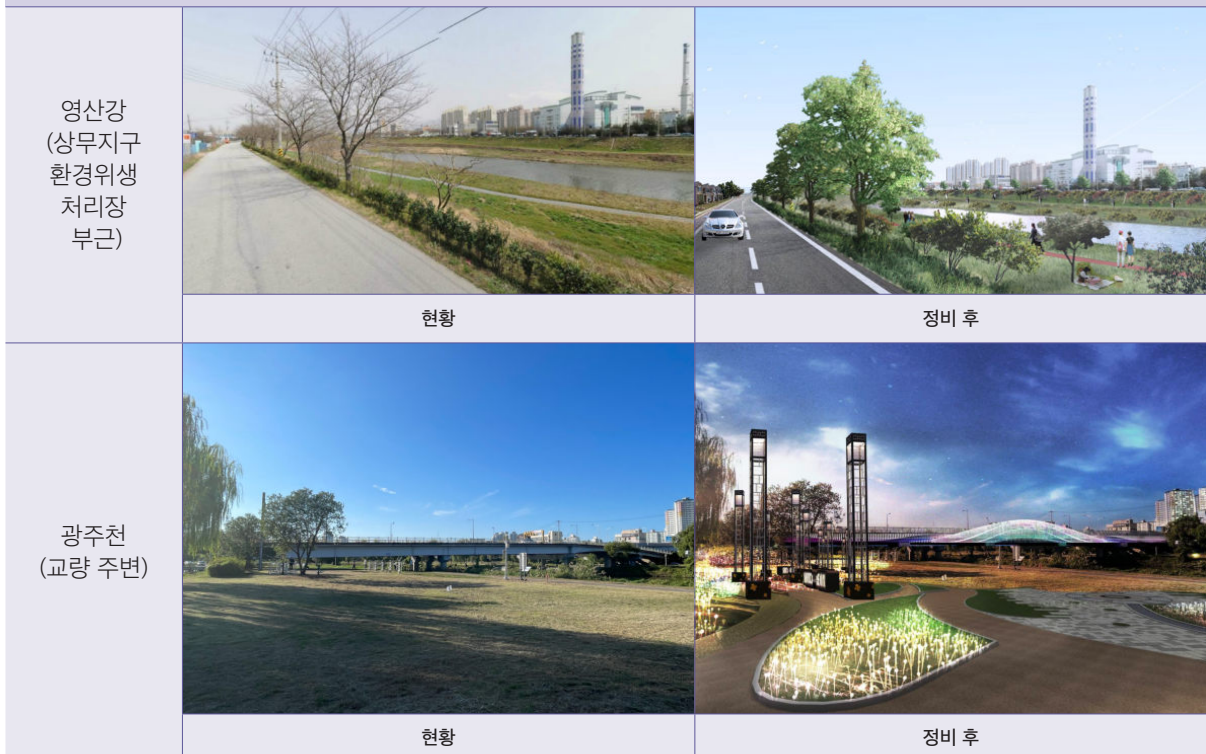 영산강
(상무지구
환경위생
처리장
부근)
현황
정비 후
광주천
(교량 주변)
현황
정비 후